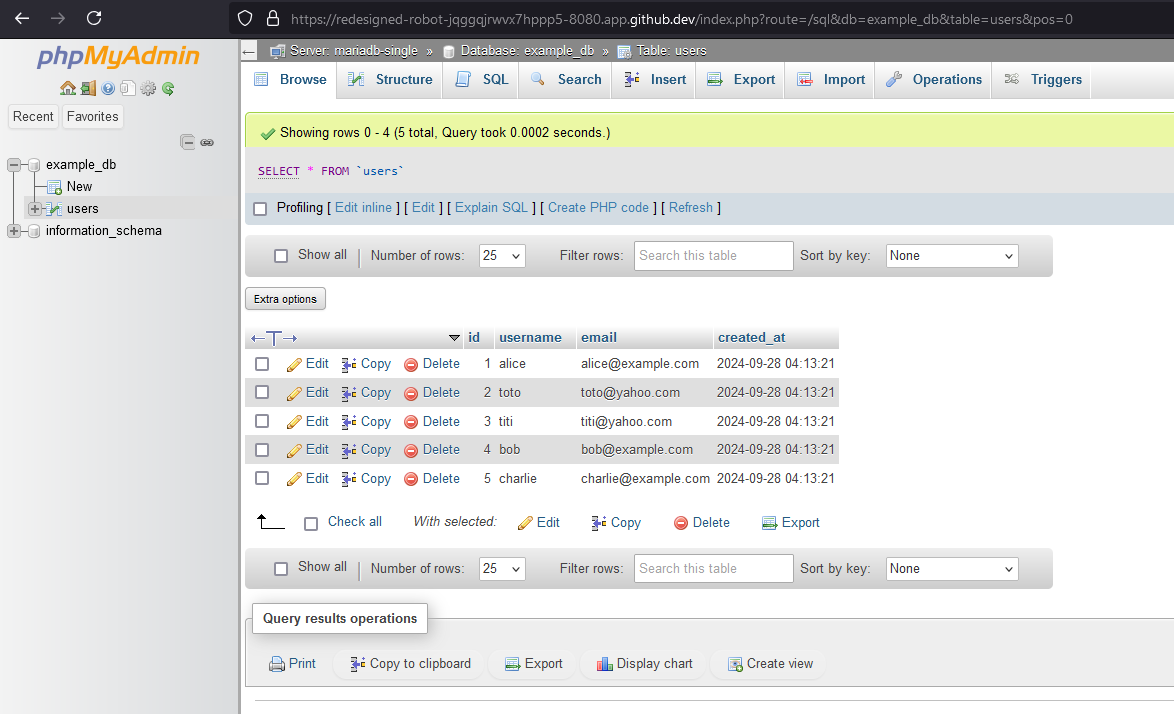 https://redesigned-robot-jqggqjrwvx7hppp5-8080.app.github.dev/index.php?route=/sql&db=example_db&table=users&pos=0
phpMyAdmin
Recent Favorites
example_db
New
users
information_schema
Server: mariadb-single » Database: example_db » Table: users
Browse Structure SQL Search Insert Export Import Operations Triggers
Showing rows 0 - 4 (5 total, Query took 0.0002 seconds.)
SELECT * FROM `users`
Profiling [ Edit inline ] [ Edit ] [ Explain SQL ] [ Create PHP code ] [ Refresh ]
Show all Number of rows: 25 Filter rows: Search this table Sort by key: None
Extra options
id username email created_at
Edit Copy Delete 1 alice alice@example.com 2024-09-28 04:13:21
Edit Copy Delete 2 toto toto@yahoo.com 2024-09-28 04:13:21
Edit Copy Delete 3 titi titi@yahoo.com 2024-09-28 04:13:21
Edit Copy Delete 4 bob bob@example.com 2024-09-28 04:13:21
Edit Copy Delete 5 charlie charlie@example.com 2024-09-28 04:13:21
Check all With selected: Edit Copy Delete Export
Show all Number of rows: 25 Filter rows: Search this table Sort by key: None
Query results operations
Print Copy to clipboard Export Display chart Create view